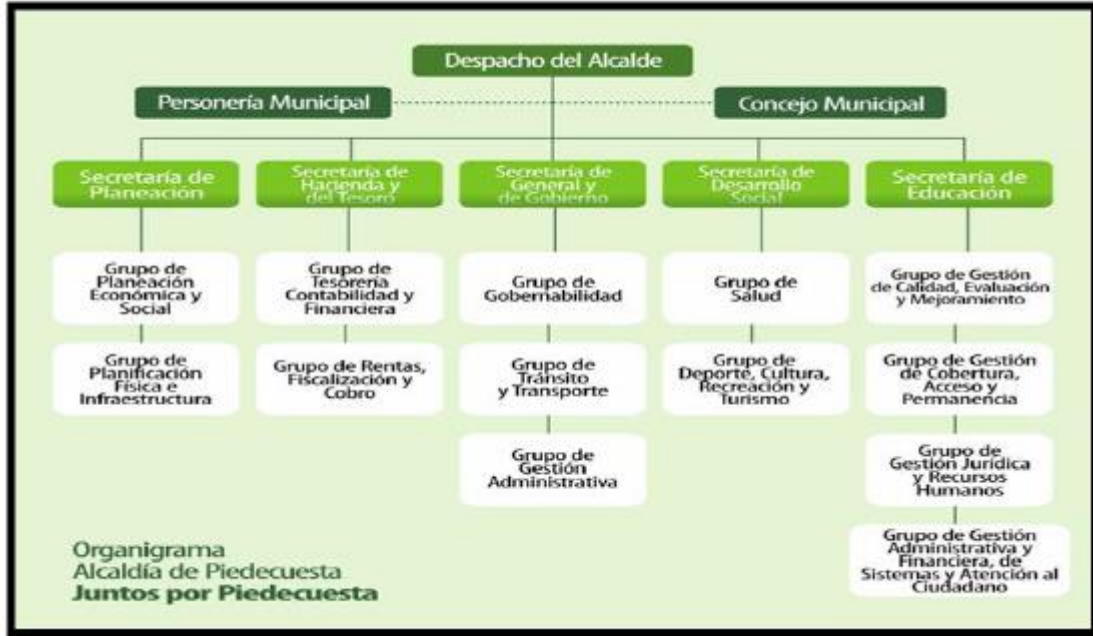 Despacho del Alcalde
Personería Municipal
Concejo Municipal
Secretaría de
Planeación
Secretaría de
Hacienda y
del Tesoro
Secretaría de
General y
de Gobierno
Secretaría de
Desarrollo
Social
Secretaría de
Educación
Grupo de
Planeación
Económica y
Social
Grupo de
Tesorería
Contabilidad y
Financiera
Grupo de
Gobernabilidad
Grupo de
Salud
Grupo de Gestión
de Calidad, Evaluación
y Mejoramiento
Grupo de
Planificación
Física e
Infraestructura
Grupo de Rentas,
Fiscalización y
Cobro
Grupo de
Tránsito
y Transporte
Grupo de
Deporte, Cultura,
Recreación y
Turismo
Grupo de Gestión
de Cobertura,
Acceso y
Permanencia
Grupo de
Gestión
Administrativa
Grupo de
Gestión Jurídica
y Recursos
Humanos
Grupo de Gestión
Administrativa y
Financiera, de
Sistemas y Atención al
Ciudadano
Organigrama
Alcaldía de Piedecuesta
Juntos por Piedecuesta